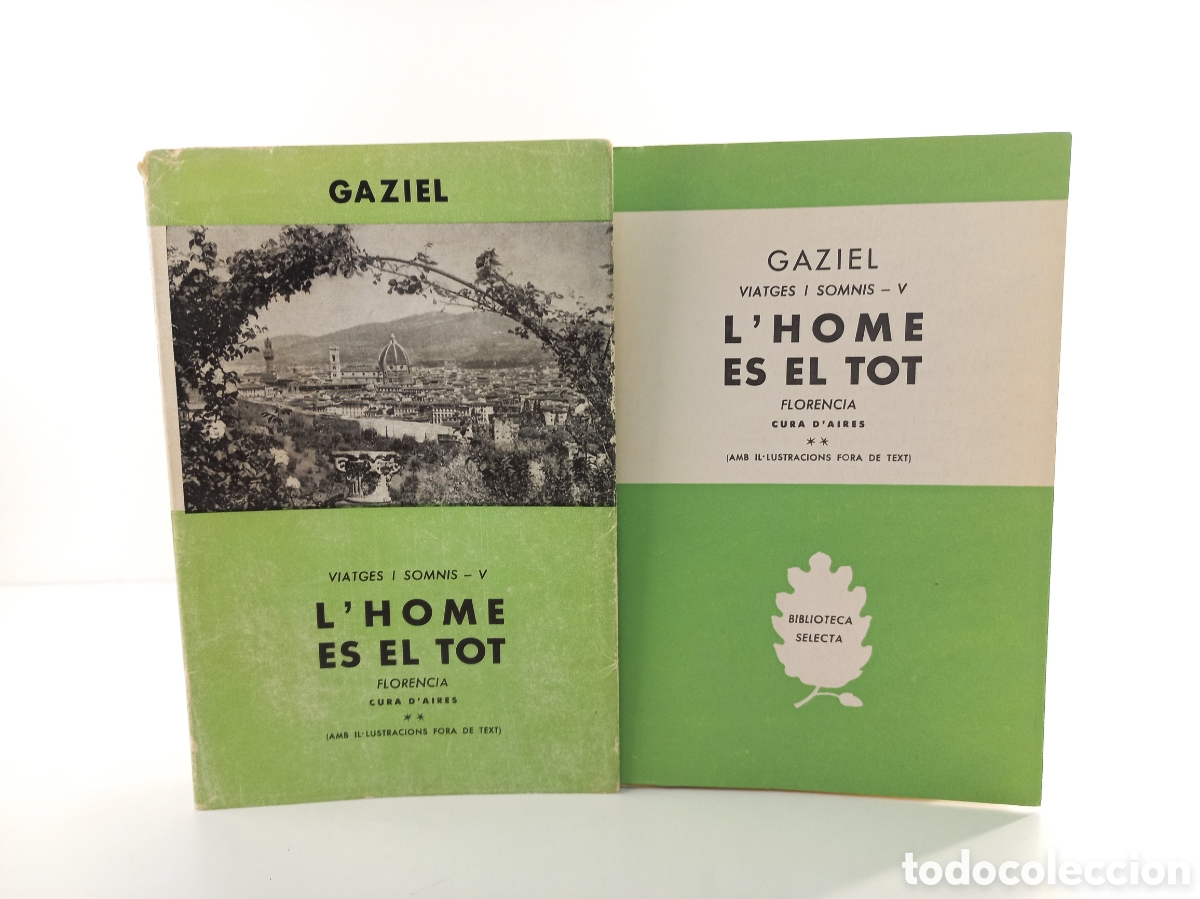 GAZIEL
VIATGES I SOMNIS – V
L'HOME
ES EL TOT
FLORENCIA
CURA D'AIRES
**
(AMB IL·LUSTRACIONS FORA DE TEXT)
GAZIEL
VIATGES I SOMNIS – V
L'HOME
ES EL TOT
FLORENCIA
CURA D'AIRES
**
(AMB IL·LUSTRACIONS FORA DE TEXT)
BIBLIOTECA
SELECTA
todocoleccion